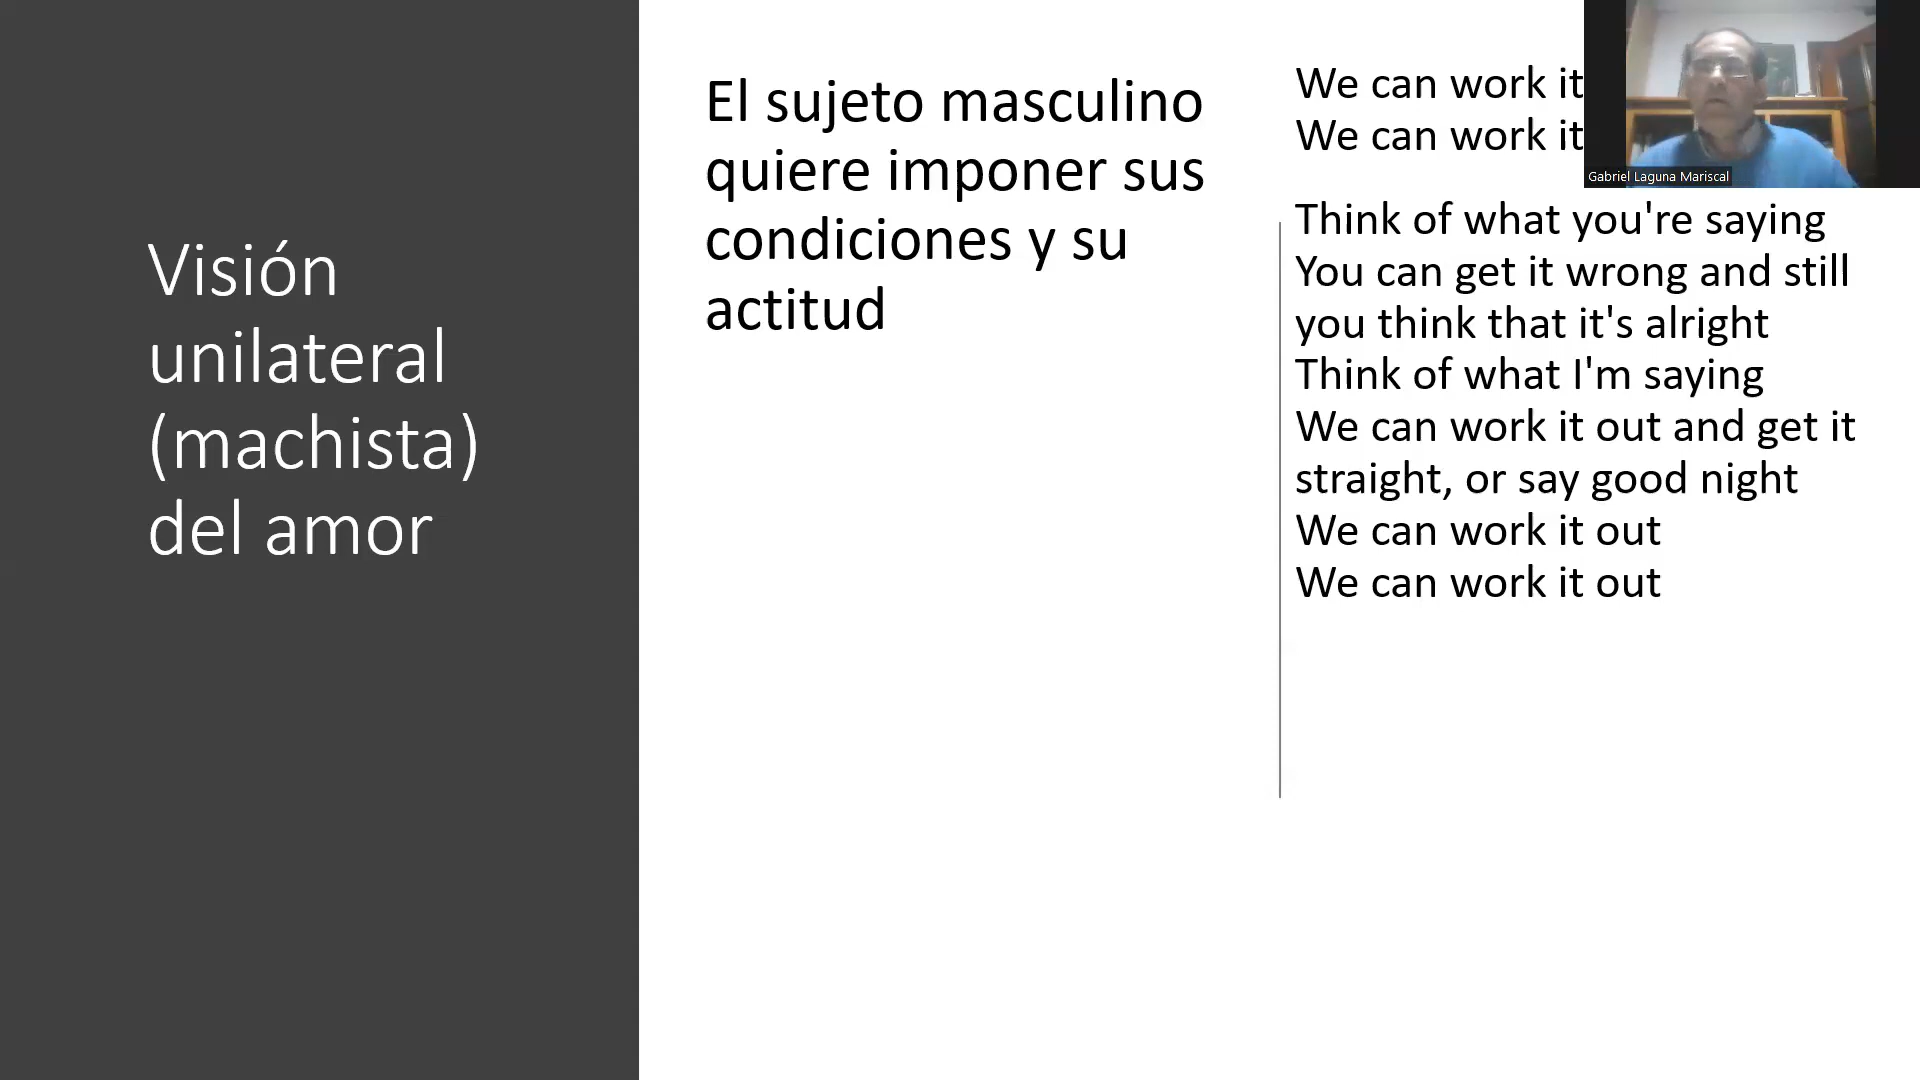 Visión
unilateral
(machista)
del amor
El sujeto masculino
quiere imponer sus
condiciones y su
actitud
We can work it
We can work it
Think of what you're saying
You can get it wrong and still
you think that it's alright
Think of what I'm saying
We can work it out and get it
straight, or say good night
We can work it out
We can work it out
Gabriel Laguna Mariscal